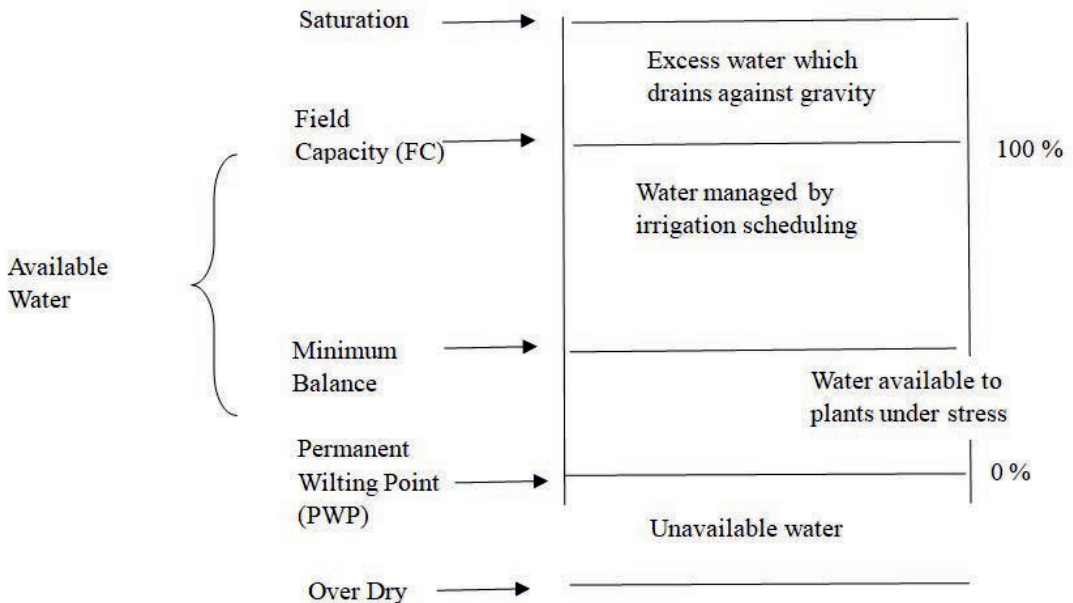 Saturation
Excess water which
drains against gravity
Field
Capacity (FC)
100 %
Water managed by
irrigation scheduling
Available
Water
Minimum
Balance
Water available to
plants under stress
Permanent
Wilting Point
(PWP)
0 %
Unavailable water
Over Dry